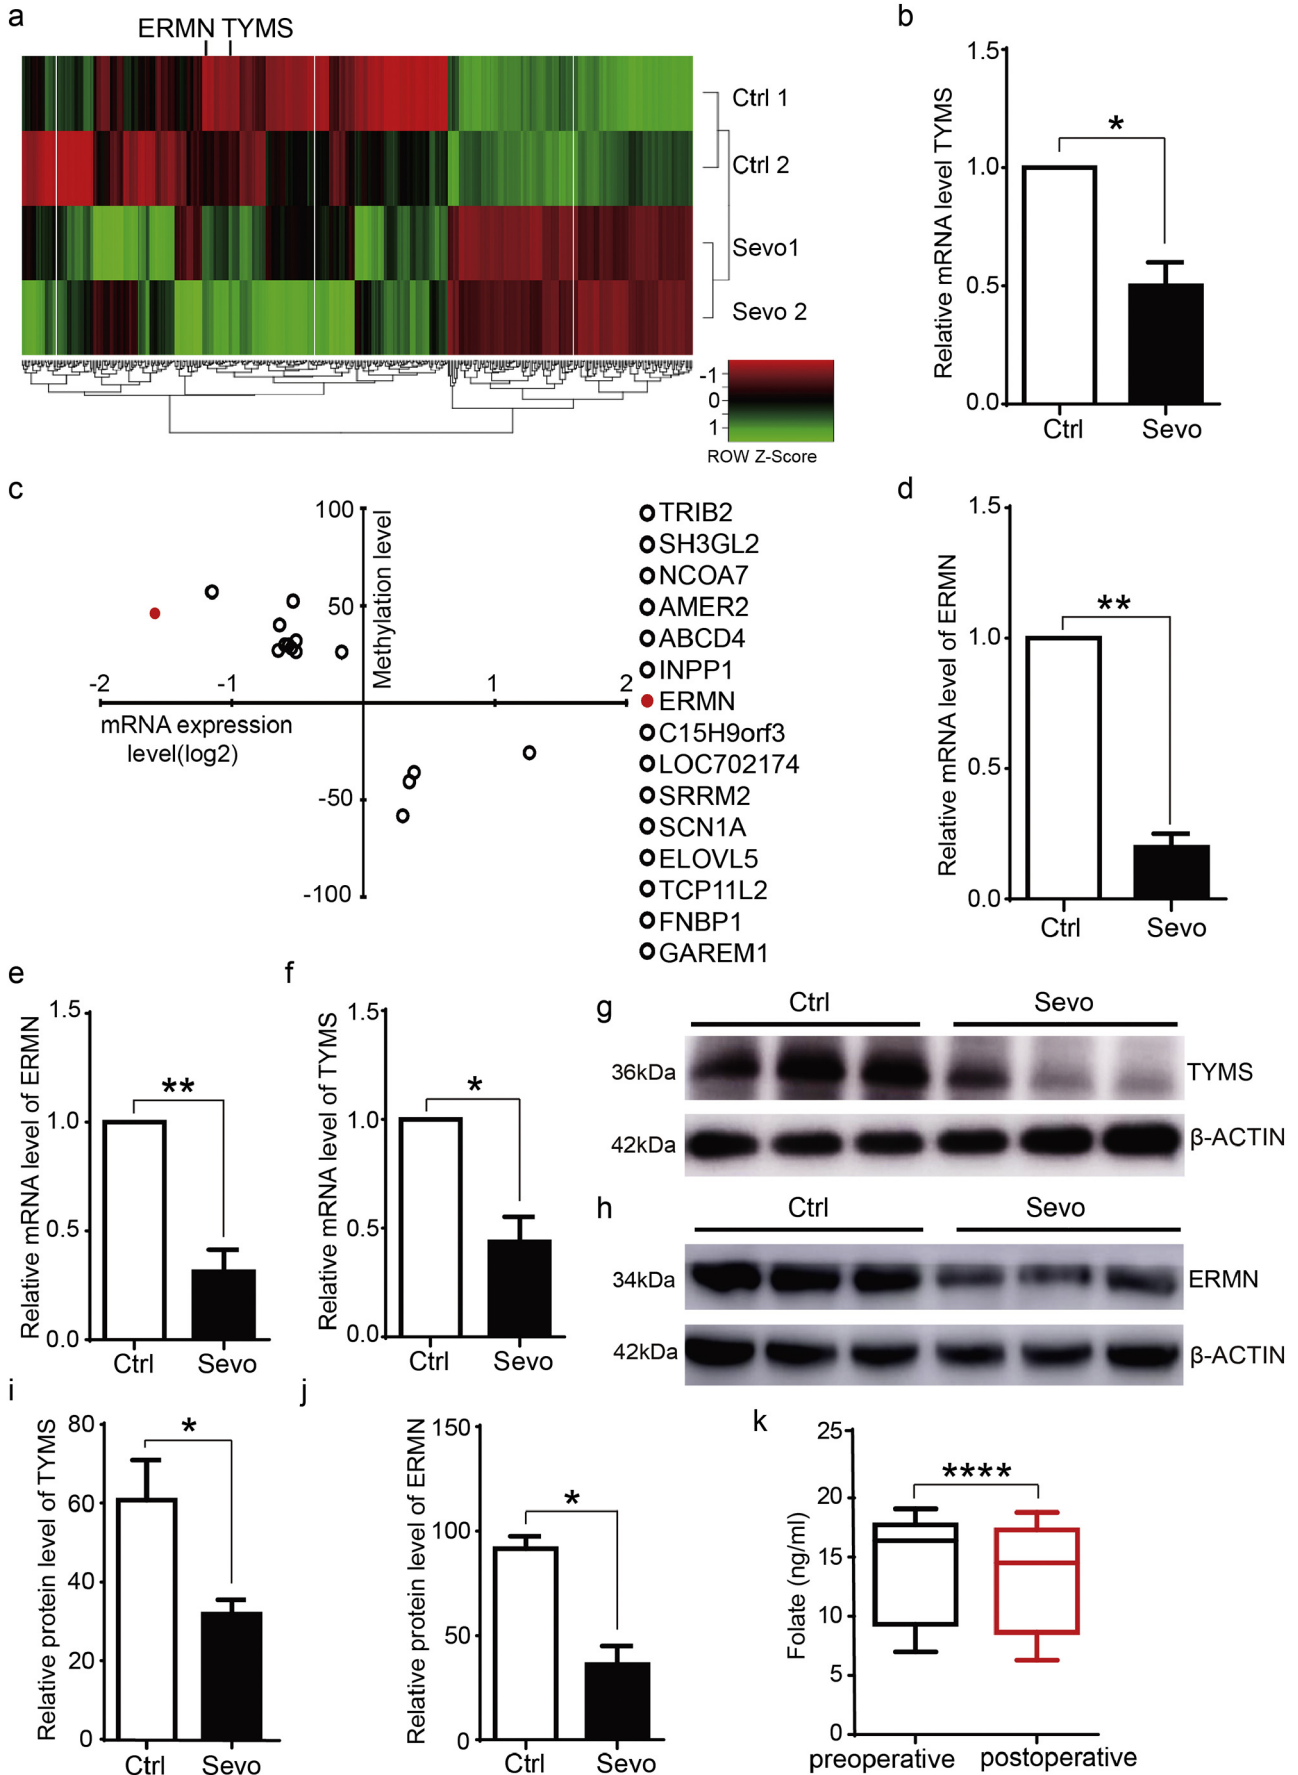 a
ERMN TYMS
Ctrl 1
Ctrl 2
Sevo1
Sevo 2
-1
0
1
ROW Z-Score
b
Relative mRNA level TYMS
1.5
1.0
0.5
0.0
*
Ctrl
Sevo
c
100
50
-50
-100
-2
-1
1
2
Methylation level
mRNA expression
level(log2)
TRIB2
SH3GL2
NCOA7
AMER2
ABCD4
INPP1
ERMN
C15H9orf3
LOC702174
SRRM2
SCN1A
ELOVL5
TCP11L2
FNBP1
GAREM1
d
Relative mRNA level of ERMN
1.5
1.0
0.5
0.0
**
Ctrl
Sevo
e
Relative mRNA level of ERMN
1.5
1.0
0.5
0.0
**
Ctrl
Sevo
f
Relative mRNA level of TYMS
1.5
1.0
0.5
0.0
*
Ctrl
Sevo
g
Ctrl
Sevo
36kDa
TYMS
42kDa
β-ACTIN
h
Ctrl
Sevo
34kDa
ERMN
42kDa
β-ACTIN
i
Relative protein level of TYMS
80
60
40
20
0
*
Ctrl
Sevo
j
Relative protein level of ERMN
150
100
50
0
*
Ctrl
Sevo
k
Folate (ng/ml)
25
20
15
10
5
0
****
preoperative
postoperative